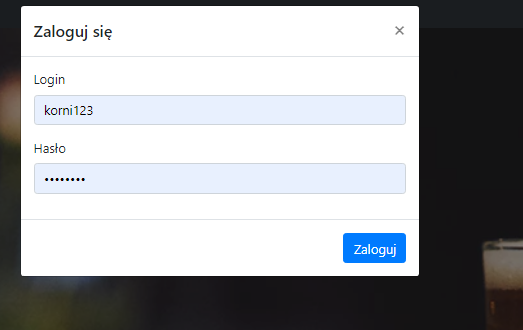 Zaloguj się ×
Login
korni123
Hasło
••••••••
Zaloguj